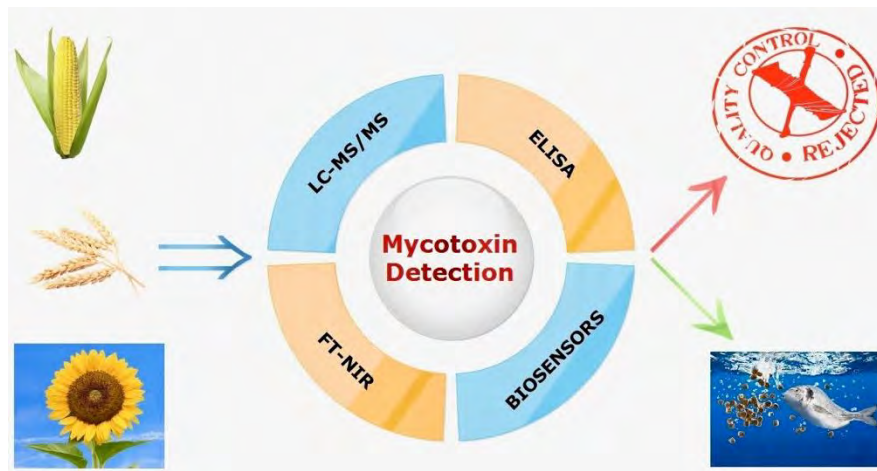 LC-MS/MS
ELISA
Mycotoxin
Detection
FT-NIR
BIOSENSORS
QUALITY CONTROL • REJECTED •